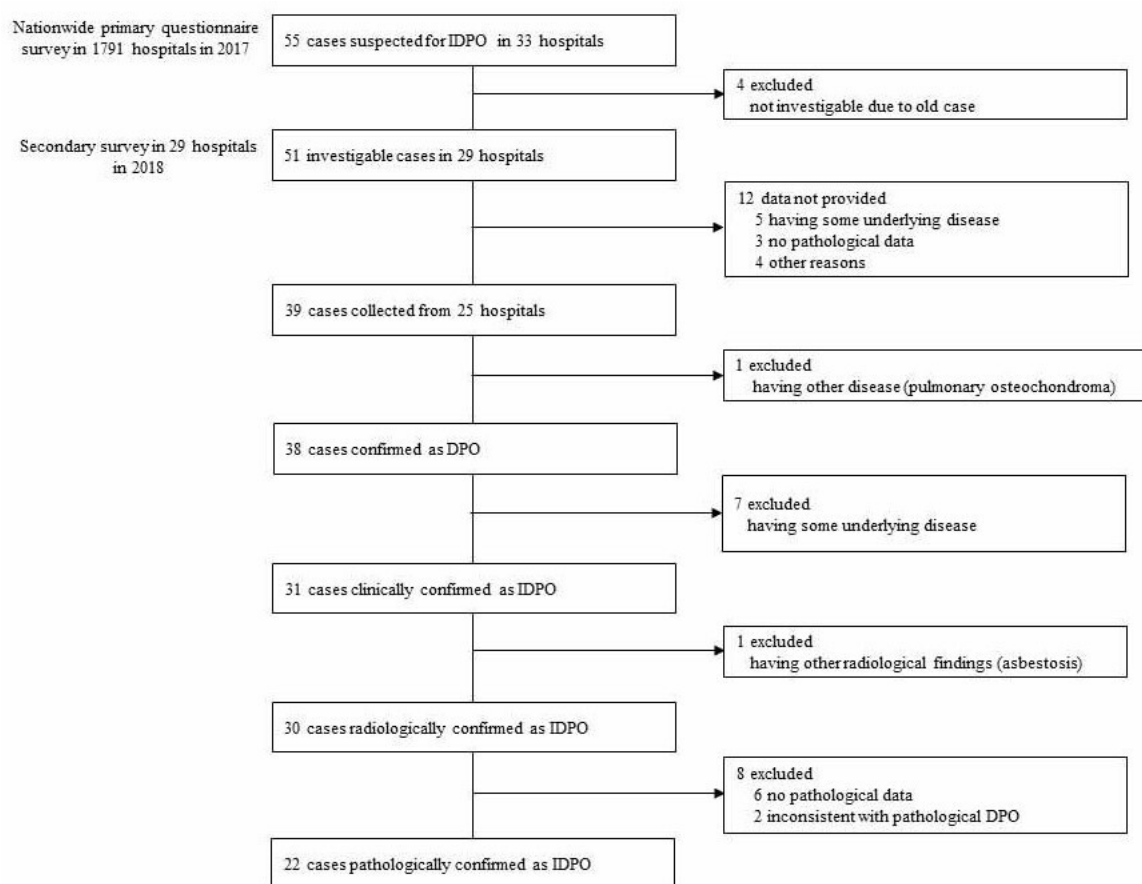 Nationwide primary questionnaire
survey in 1791 hospitals in 2017
55 cases suspected for IDPO in 33 hospitals
4 excluded
not investigable due to old case
Secondary survey in 29 hospitals
in 2018
51 investigable cases in 29 hospitals
12 data not provided
5 having some underlying disease
3 no pathological data
4 other reasons
39 cases collected from 25 hospitals
1 excluded
having other disease (pulmonary osteochondroma)
38 cases confirmed as DPO
7 excluded
having some underlying disease
31 cases clinically confirmed as IDPO
1 excluded
having other radiological findings (asbestosis)
30 cases radiologically confirmed as IDPO
8 excluded
6 no pathological data
2 inconsistent with pathological DPO
22 cases pathologically confirmed as IDPO